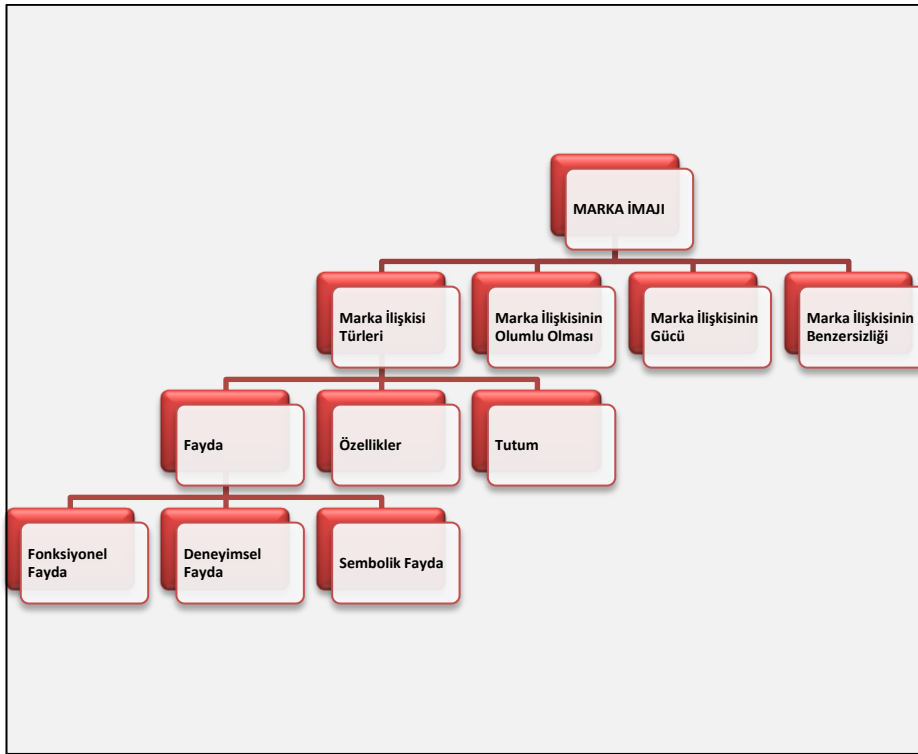 MARKA İMAJI
Marka İlişkisi
Türleri
Marka İlişkisinin
Olumlu Olması
Marka İlişkisinin
Gücü
Marka İlişkisinin
Benzersizliği
Fayda
Özellikler
Tutum
Fonksiyonel
Fayda
Deneyimsel
Fayda
Sembolik Fayda